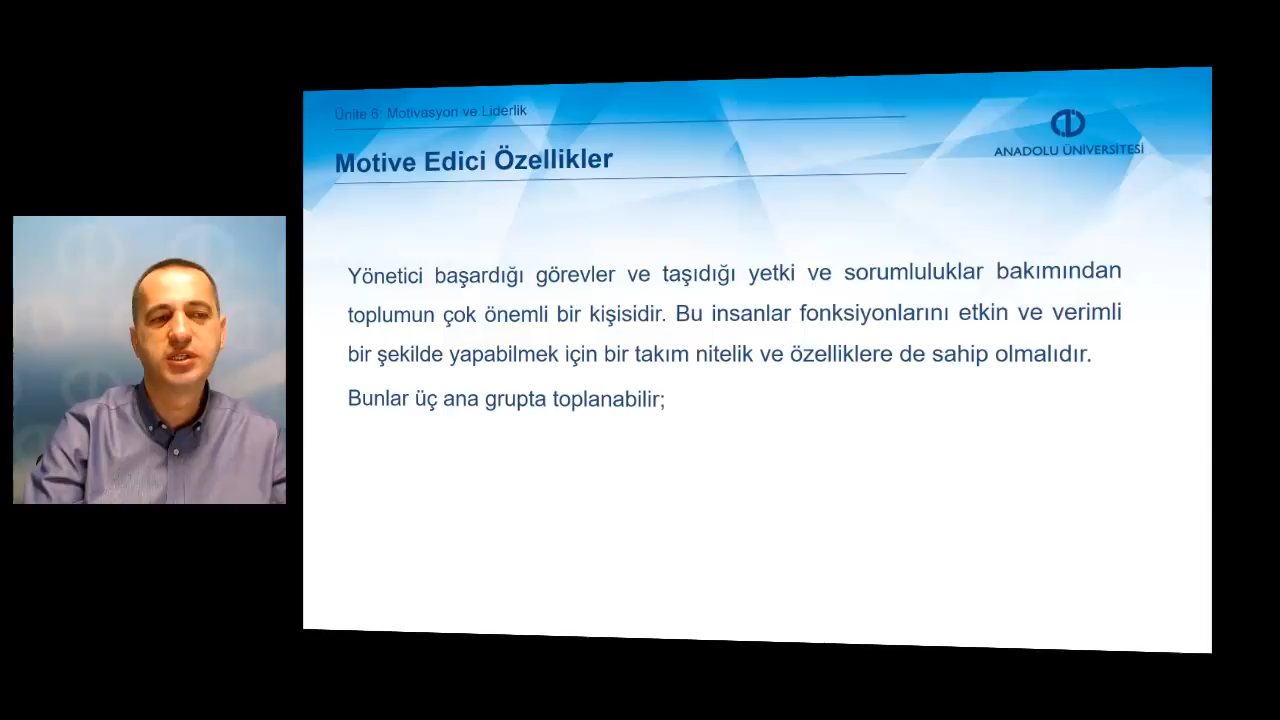 Ünite 6: Motivasyon ve Liderlik
Motive Edici Özellikler
ANADOLU ÜNİVERSİTESİ
Yönetici başardığı görevler ve taşıdığı yetki ve sorumluluklar bakımından
toplumun çok önemli bir kişisidir. Bu insanlar fonksiyonlarını etkin ve verimli
bir şekilde yapabilmek için bir takım nitelik ve özelliklere de sahip olmalıdır.
Bunlar üç ana grupta toplanabilir;